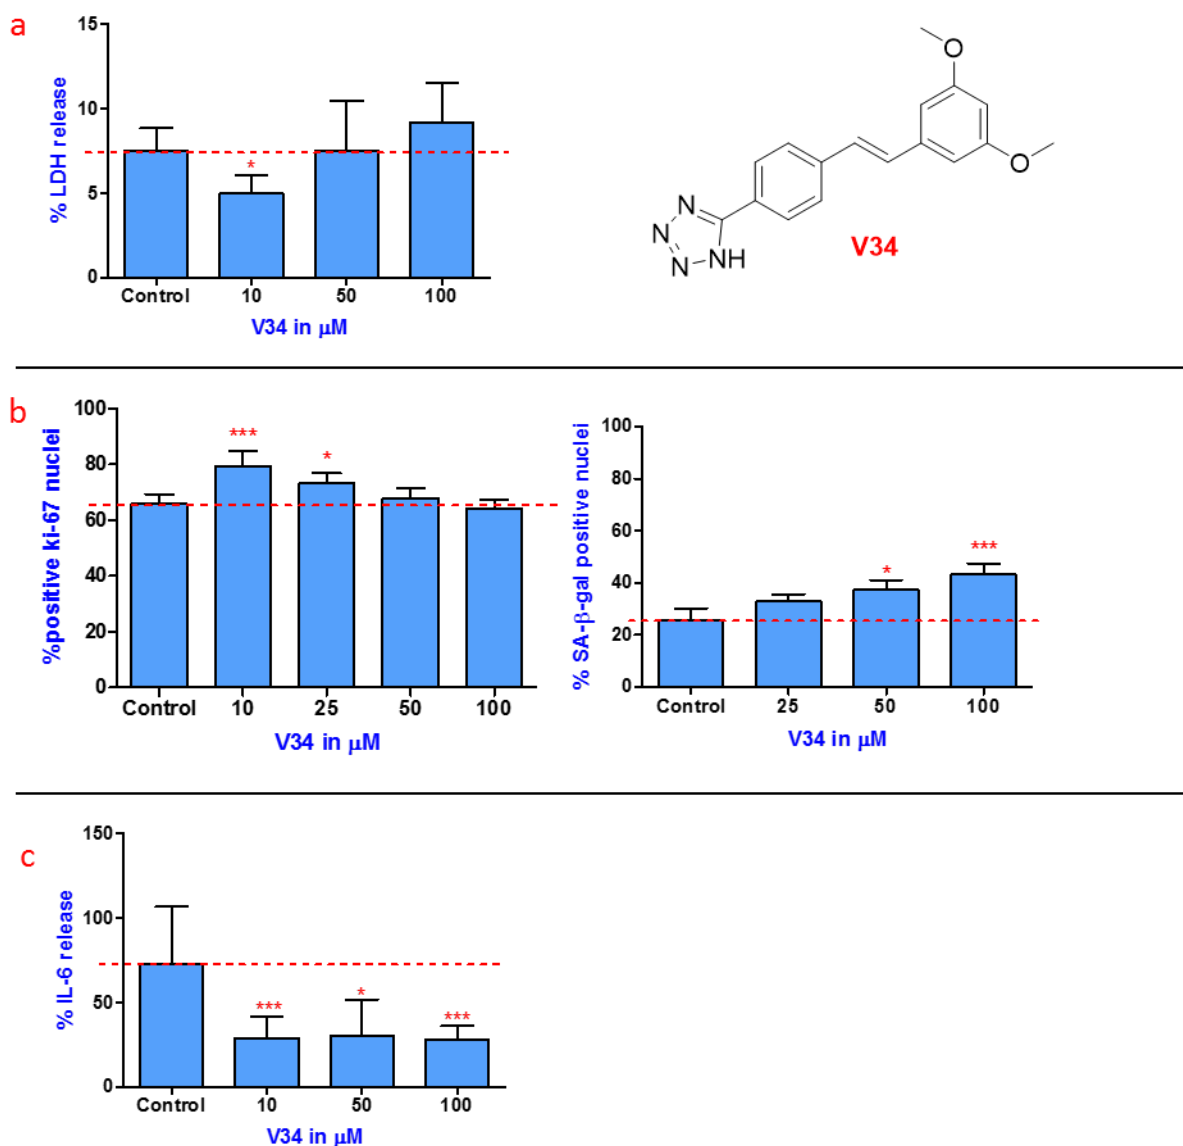 a
% LDH release
15
10
5
0
*
Control 10 50 100
V34 in μM
O
O
N
N
N
N
NH
V34
b
%positive ki-67 nuclei
100
80
60
40
20
0
***
*
Control 10 25 50 100
V34 in μM
% SA-β-gal positive nuclei
100
80
60
40
20
0
*
***
Control 25 50 100
V34 in μM
c
% IL-6 release
150
100
50
0
***
*
***
Control 10 50 100
V34 in μM